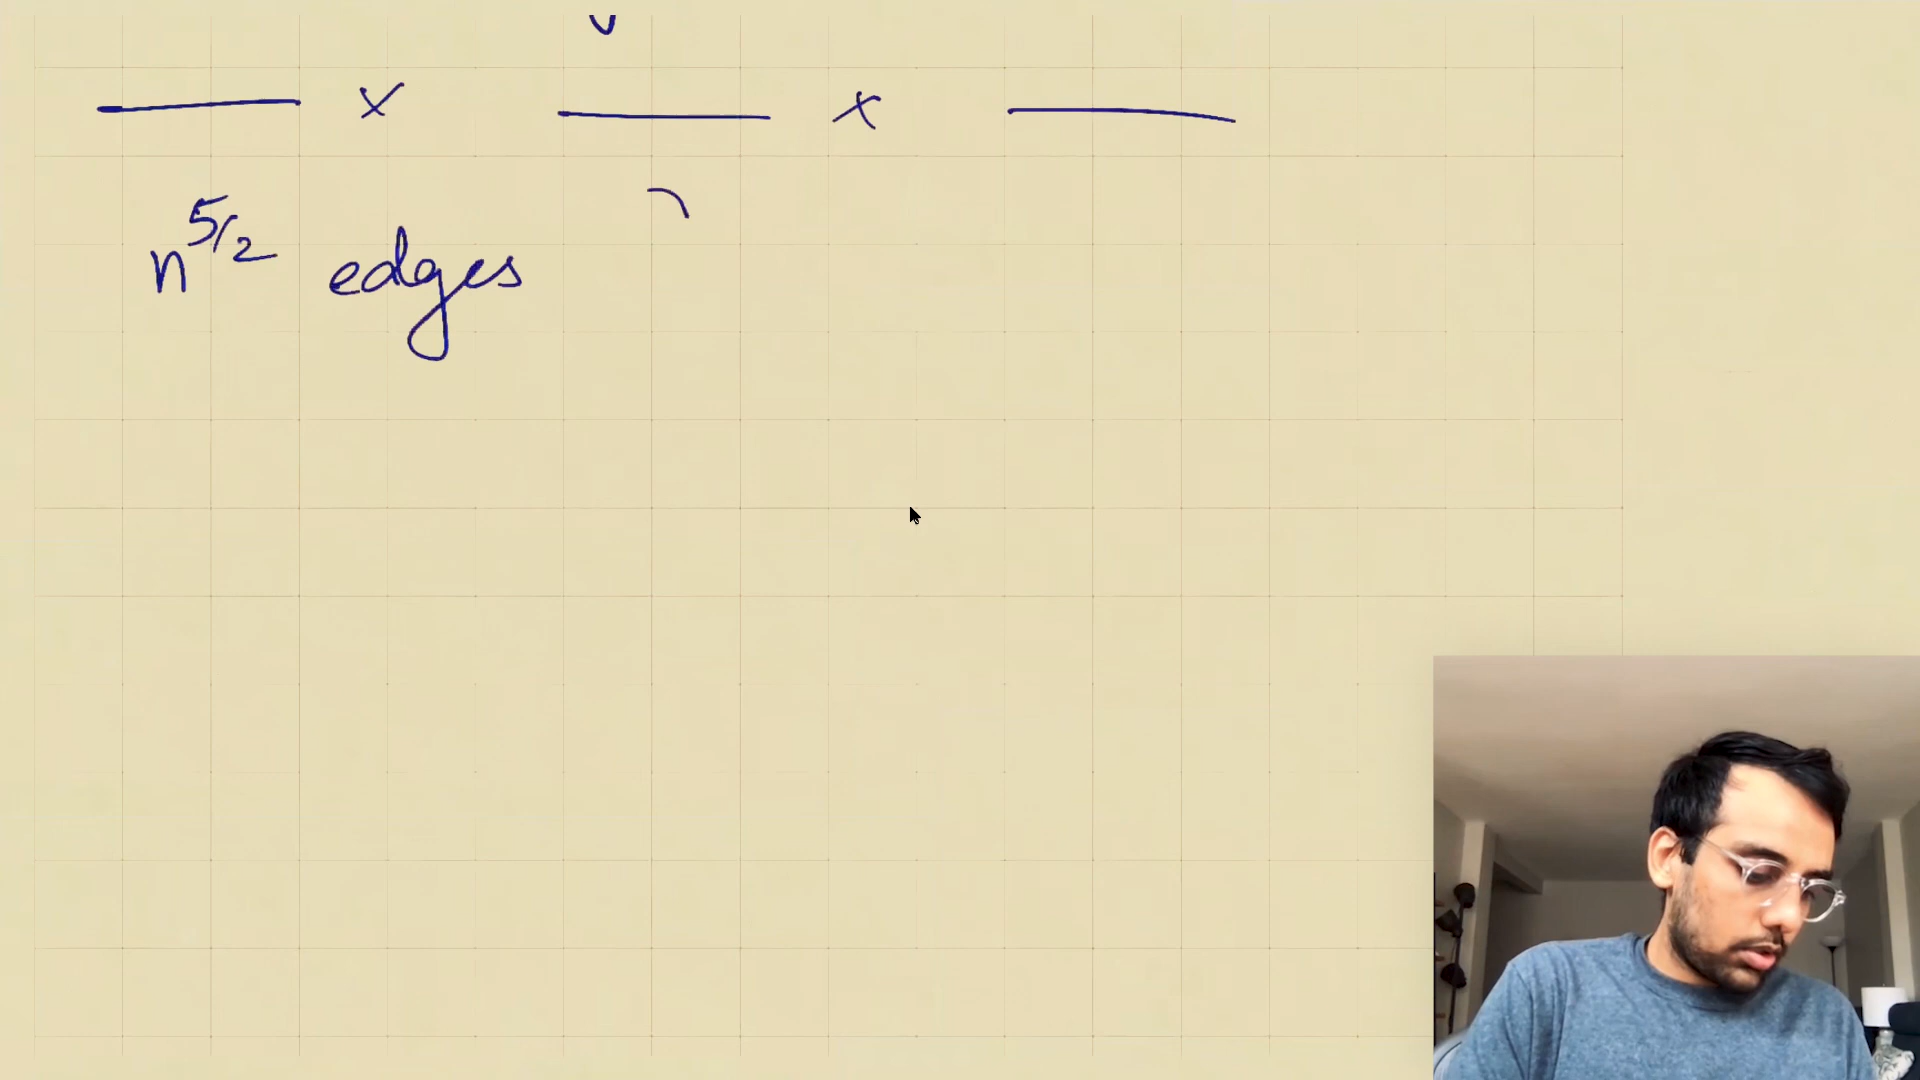 ___ x ___ x ___
n^{5/2} edges